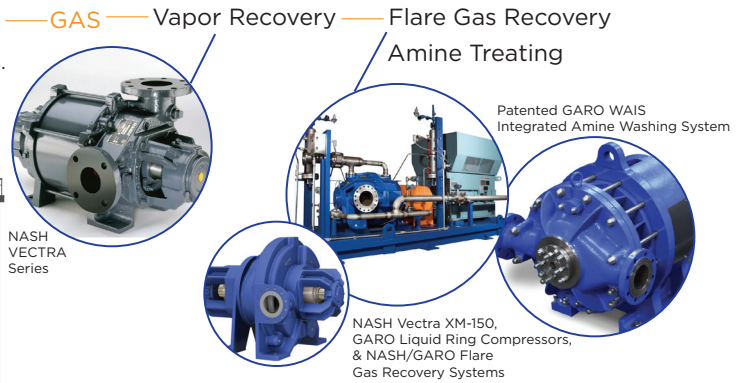 GAS Vapor Recovery Flare Gas Recovery
Amine Treating
Patented GARO WAIS
Integrated Amine Washing System
NASH
VECTRA
Series
NASH Vectra XM-150,
GARO Liquid Ring Compressors,
& NASH/GARO Flare
Gas Recovery Systems